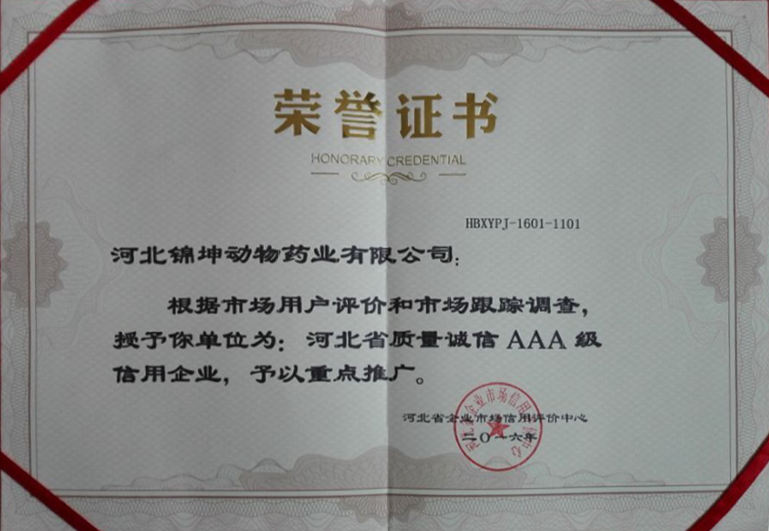 荣誉证书
HONORARY CREDENTIAL
HBXYPJ-1601-1101
河北锦坤动物药业有限公司:
根据市场用户评价和市场跟踪调查,
授予你单位为:河北省质量诚信AAA级
信用企业,予以重点推广。
河北省企业市场信用评价中心
二〇一六年